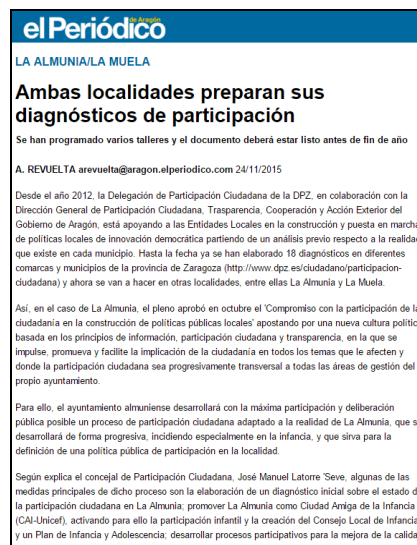 el Periódico
de Aragón
LA ALMUNIA/LA MUELA
Ambas localidades preparan sus
diagnósticos de participación
Se han programado varios talleres y el documento deberá estar listo antes de fin de año
A. REVUELTA arevuelta@aragon.elperiodico.com 24/11/2015
Desde el año 2012, la Delegación de Participación Ciudadana de la DPZ, en colaboración con la
Dirección General de Participación Ciudadana, Trasparencia, Cooperación y Acción Exterior del
Gobierno de Aragón, está apoyando a las Entidades Locales en la construcción y puesta en march
de políticas locales de innovación democrática partiendo de un análisis previo respecto a la realida
que existe en cada municipio. Hasta la fecha ya se han elaborado 18 diagnósticos en diferentes
comarcas y municipios de la provincia de Zaragoza (http://www.dpz.es/ciudadano/participacion-
ciudadana) y ahora se van a hacer en otras localidades, entre ellas La Almunia y La Muela.
Así, en el caso de La Almunia, el pleno aprobó en octubre el 'Compromiso con la participación de la
ciudadanía en la construcción de políticas públicas locales' apostando por una nueva cultura polític
basada en los principios de información, participación ciudadana y transparencia, en la que se
impulse, promueva y facilite la implicación de la ciudadanía en todos los temas que le afecten y
donde la participación ciudadana sea progresivamente transversal a todas las áreas de gestión del
propio ayuntamiento.
Para ello, el ayuntamiento almuniense desarrollará con la máxima participación y deliberación
pública posible un proceso de participación ciudadana adaptado a la realidad de La Almunia, que s
desarrollará de forma progresiva, incidiendo especialmente en la infancia, y que sirva para la
definición de una política pública de participación en la localidad.
Según explica el concejal de Participación Ciudadana, José Manuel Latorre 'Seve, algunas de las
medidas principales de dicho proceso son la elaboración de un diagnóstico inicial sobre el estado d
la participación ciudadana en La Almunia; promover La Almunia como Ciudad Amiga de la Infancia
(CAI-Unicef), activando para ello la participación infantil y la creación del Consejo Local de Infanci
y un Plan de Infancia y Adolescencia; desarrollar procesos participativos para la mejora de la calida